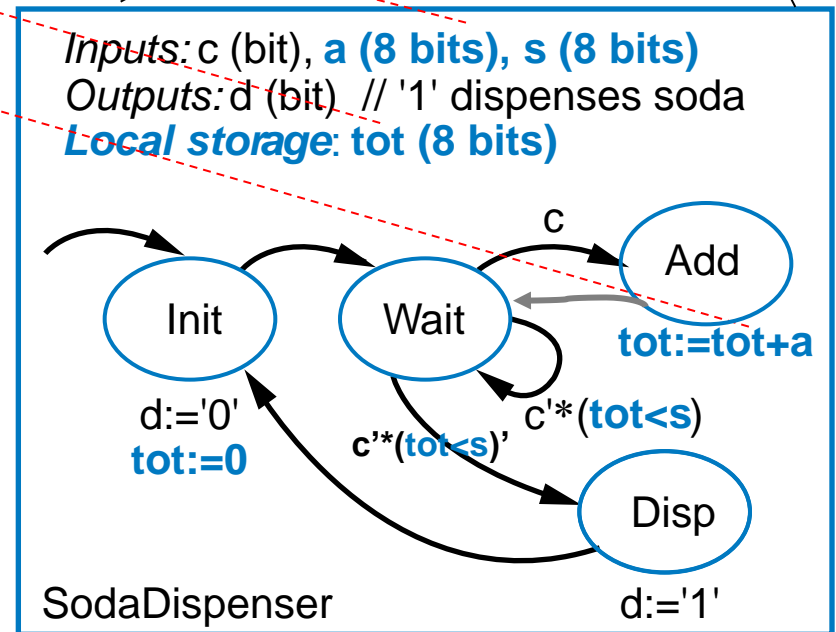 Inputs: c (bit), a (8 bits), s (8 bits)
Outputs: d (bit) // '1' dispenses soda
Local storage: tot (8 bits)
c
Add
Init
Wait
tot:=tot+a
d:='0'
c'*(tot<s)
tot:=0
c’*(tot<s)’
Disp
SodaDispenser
d:='1'